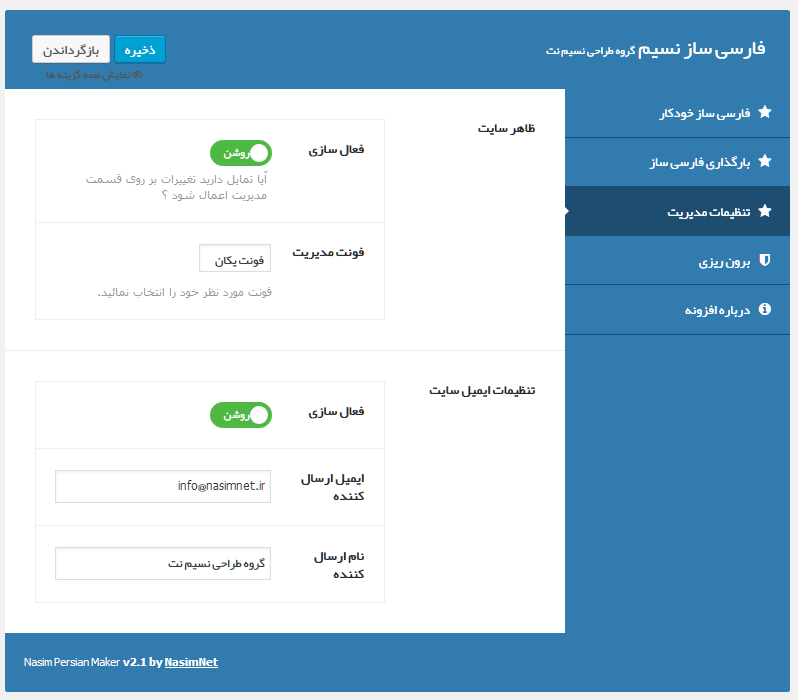 فارسی ساز نسیم گروه طراحی نسیم نت
ذخیره
بازگرداندن
نمایش همه گزینه ها
فارسی ساز خودکار
بارگذاری فارسی ساز
تنظیمات مدیریت
برون ریزی
درباره افزونه
ظاهر سایت
فعال سازی
روشن
آیا تمایل دارید تغییرات بر روی قسمت
مدیریت اعمال شود ؟
فونت مدیریت
فونت یکان
فونت مورد نظر خود را انتخاب نمائید.
تنظیمات ایمیل سایت
فعال سازی
روشن
ایمیل ارسال
کننده
info@nasimnet.ir
نام ارسال
کننده
گروه طراحی نسیم نت
Nasim Persian Maker v2.1 by NasimNet